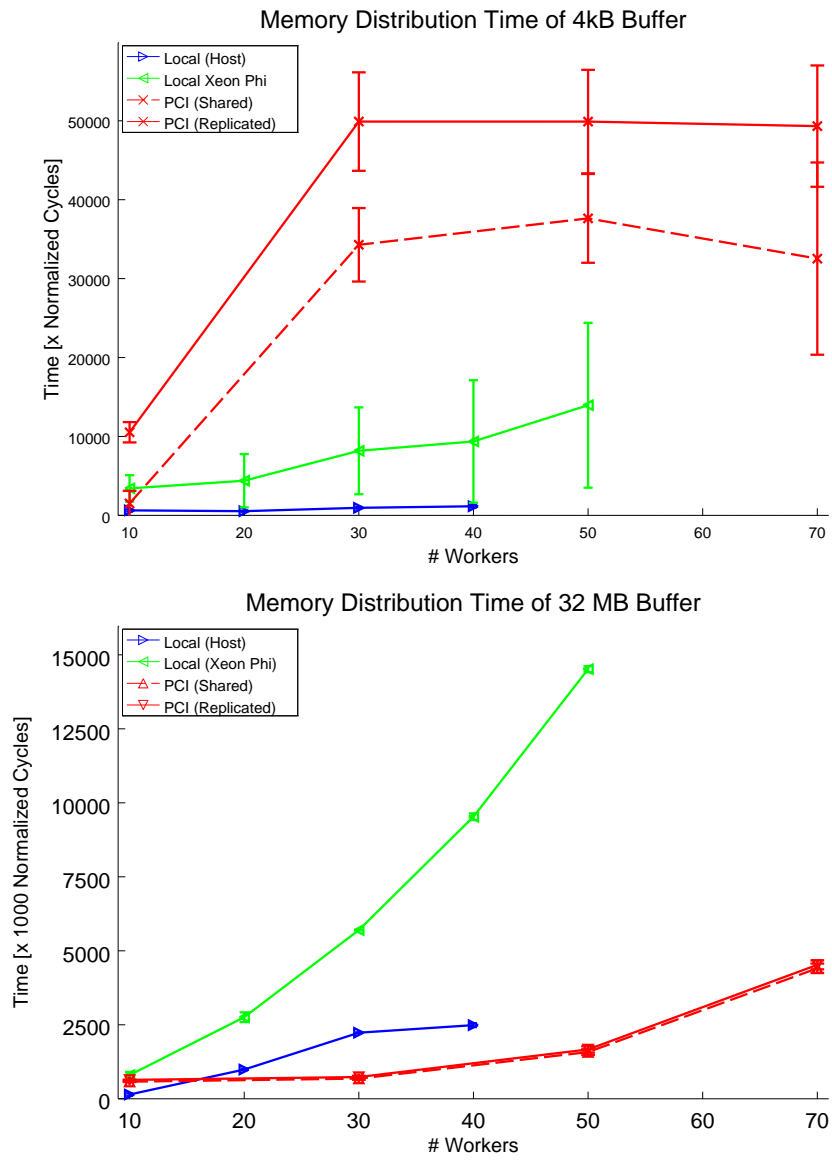 Memory Distribution Time of 4kB Buffer
Local (Host)
Local Xeon Phi
PCI (Shared)
PCI (Replicated)
50000
40000
30000
20000
10000
0
Time [x Normalized Cycles]
10 20 30 40 50 60 70
# Workers
Memory Distribution Time of 32 MB Buffer
Local (Host)
Local (Xeon Phi)
PCI (Shared)
PCI (Replicated)
15000
12500
10000
7500
5000
2500
0
Time [x 1000 Normalized Cycles]
10 20 30 40 50 60 70
# Workers